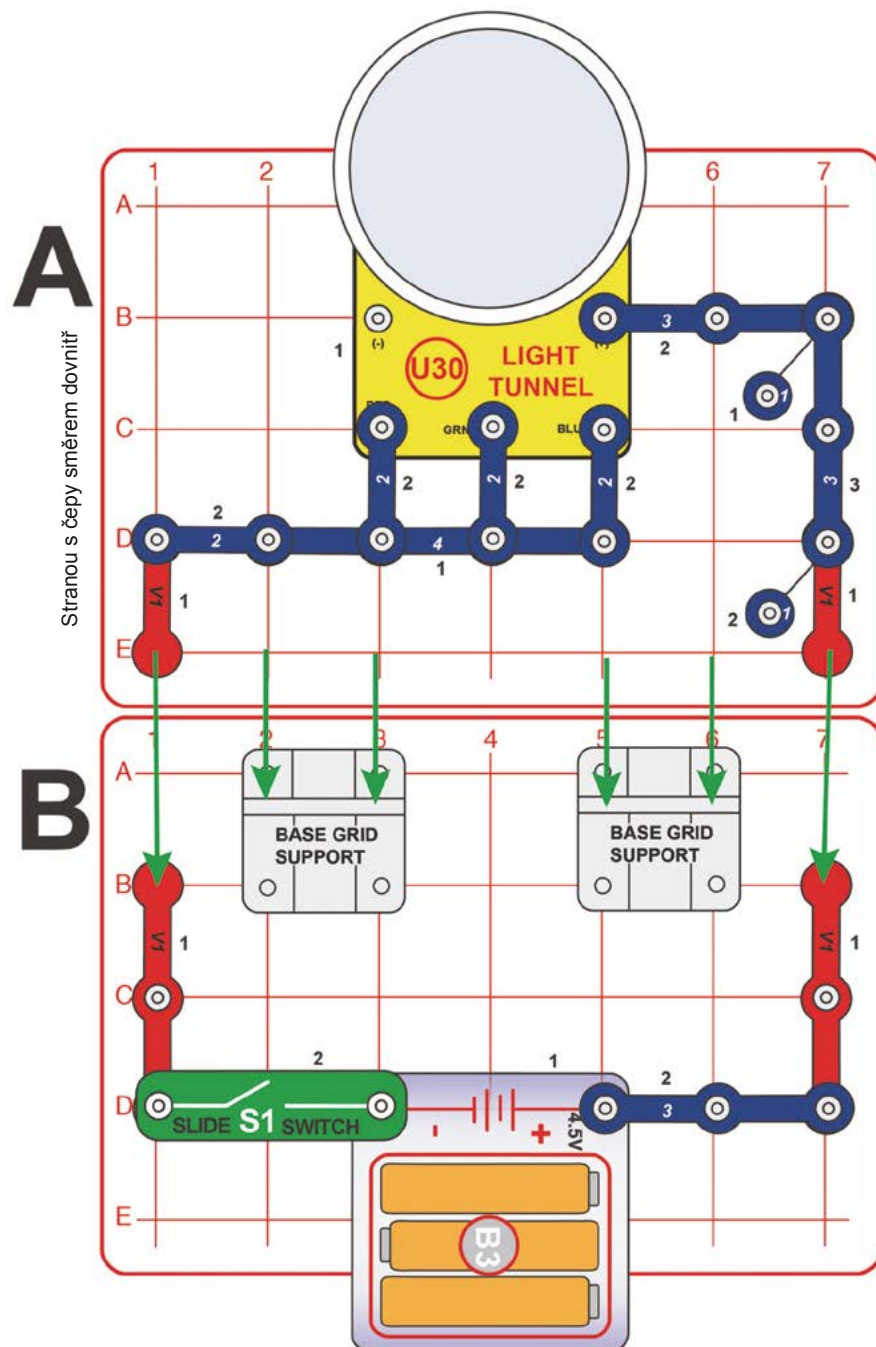 1 2 6 7
A
A
B
3
2
1
(-)
U30
LIGHT
TUNNEL
1
1
C
GRN
BLU
2 2
2 2
2 2
3 3
2
D
2
4
1
V1 1
2 1
V1 1
E
Stranou s čepy směrem dovnitř
B
1 2 3 4 5 6 7
A
BASE GRID
SUPPORT
BASE GRID
SUPPORT
B
V1 1
V1 1
C
2
1
2
D
SLIDE S1 SWITCH
- +
4.5V
3
E
B3